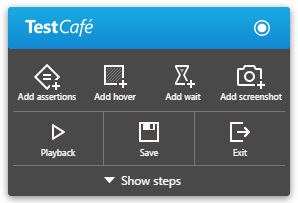 TestCafé
Add assertions Add hover Add wait Add screenshot
Playback Save Exit
Show steps